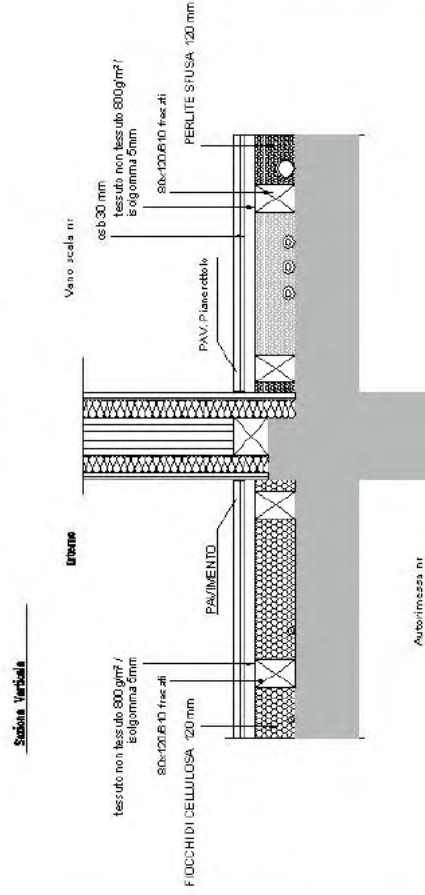 Sezione Verticale
Interno
Vano scala nr
tessuto non tessuto 800 g/m² /
isolgomma 5mm
80x120/610 fresati
FIOCCHI DI CELLULOSA 120 mm
PAVIMENTO
PAV. Pianerottolo
osb 30 mm
tessuto non tessuto 800g/m² /
isolgomma 5mm
80x120/610 fresati
PERLITE SFUSA 120 mm
Autorimessa nr